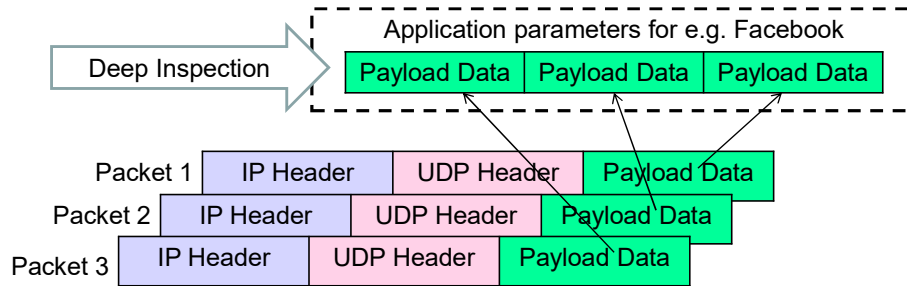 Application parameters for e.g. Facebook
Deep Inspection
Payload Data Payload Data Payload Data
Packet 1 IP Header UDP Header Payload Data
Packet 2 IP Header UDP Header Payload Data
Packet 3 IP Header UDP Header Payload Data